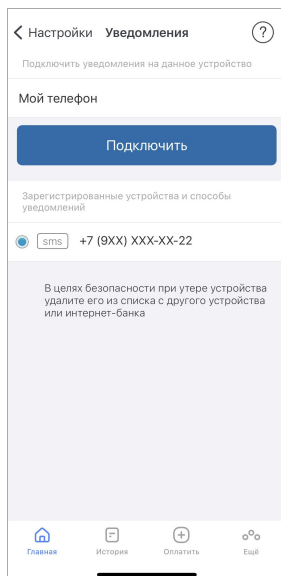 Настройки Уведомления ?
Подключить уведомления на данное устройство
Мой телефон
Подключить
Зарегистрированные устройства и способы
уведомлений
sms +7 (9XX) XXX-XX-22
В целях безопасности при утере устройства
удалите его из списка с другого устройства
или интернет-банка
Главная История Оплатить Ещё